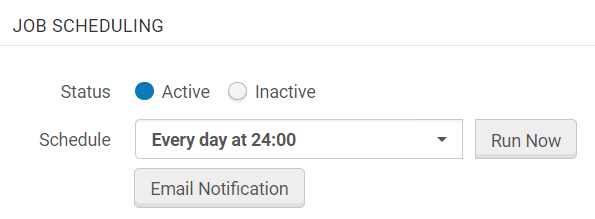 JOB SCHEDULING
Status Active Inactive
Schedule Every day at 24:00 Run Now
Email Notification